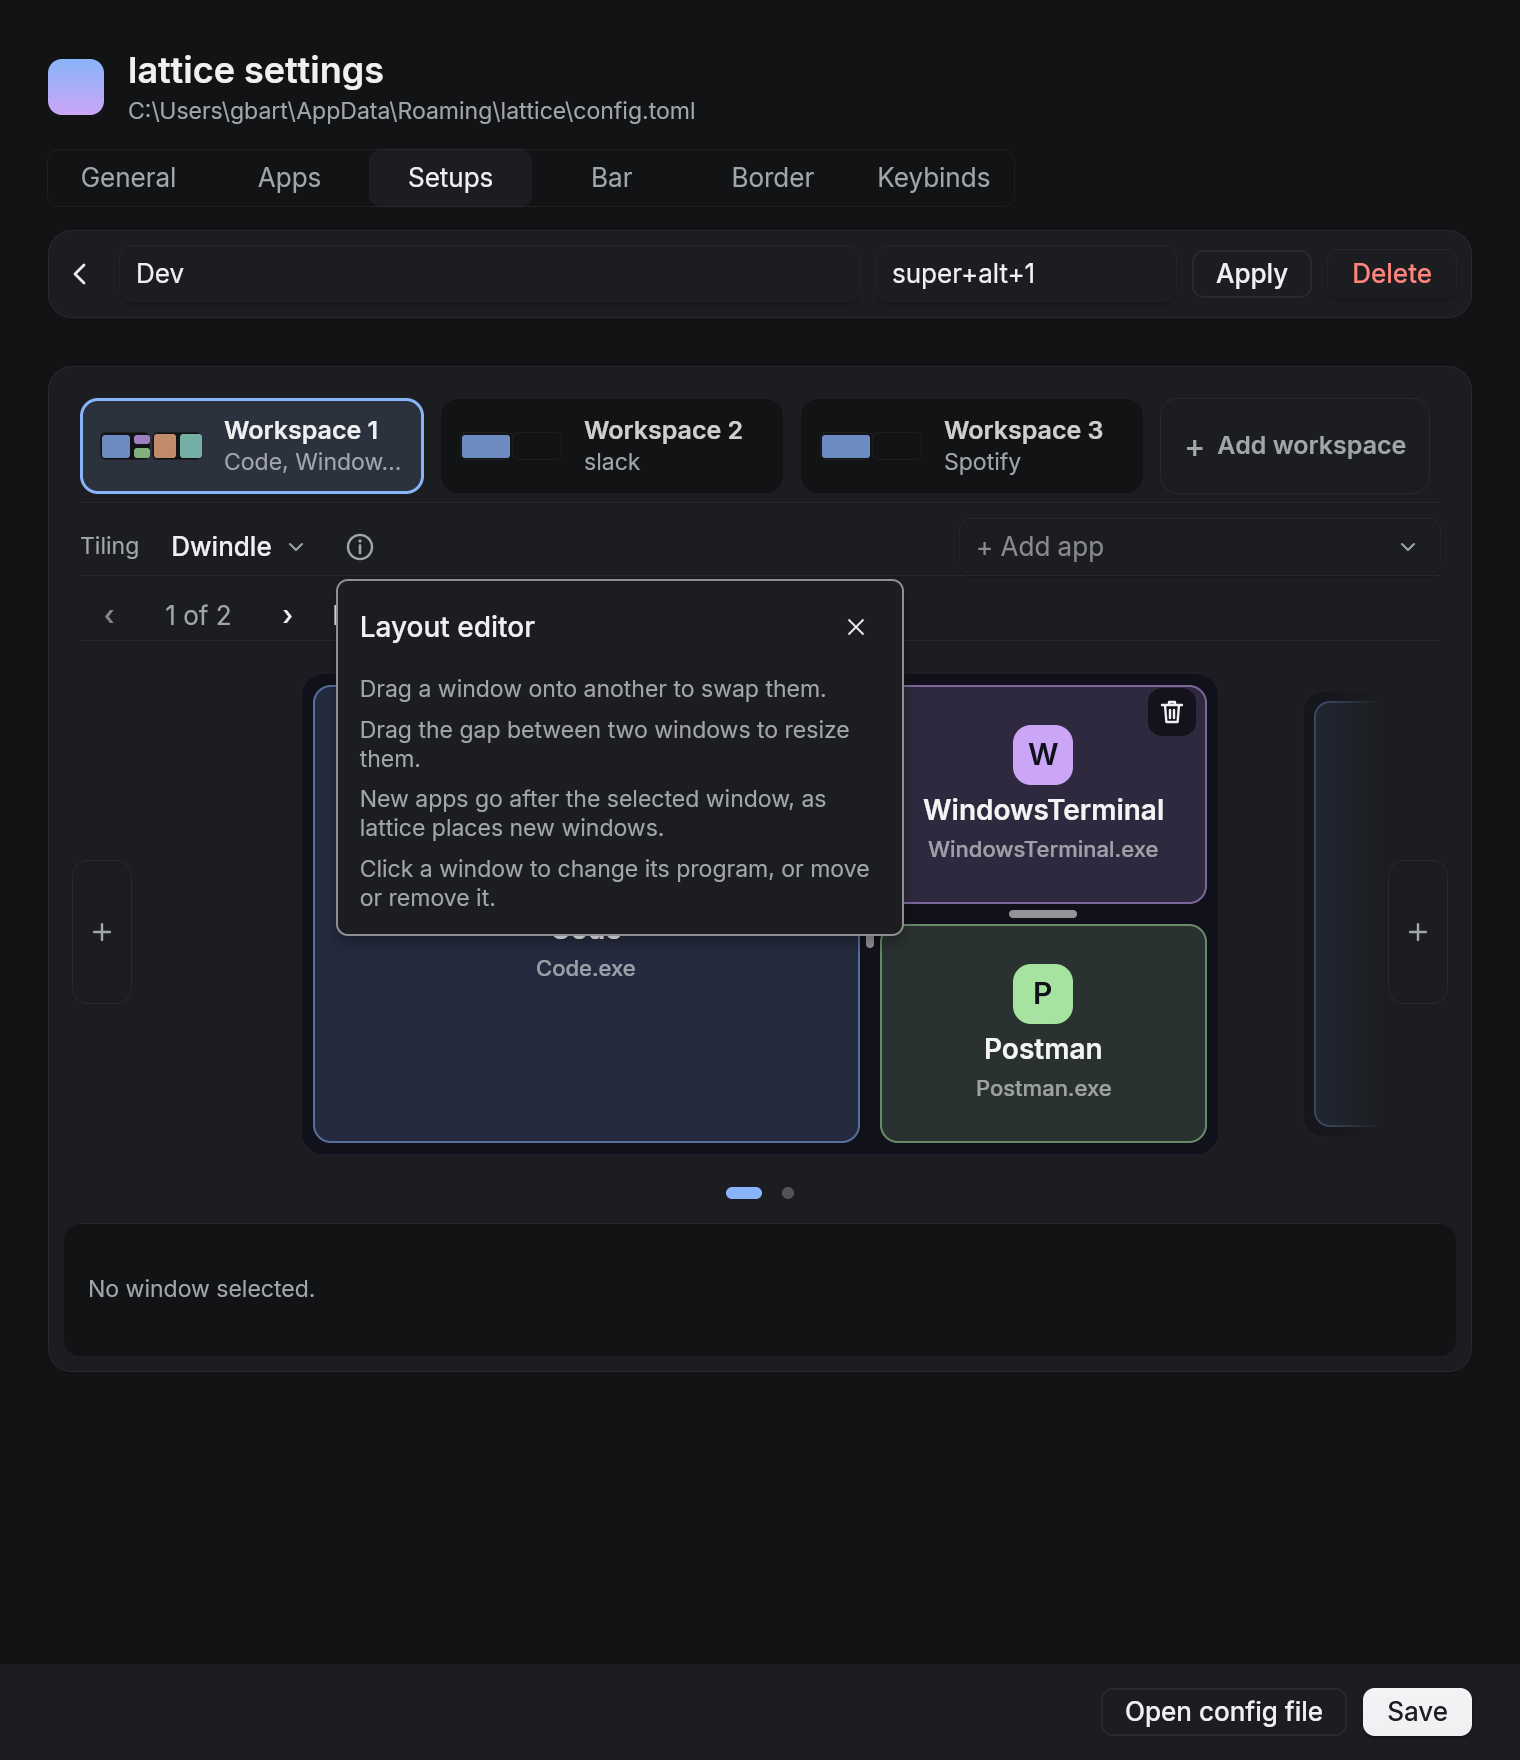 lattice settings
C:\Users\gbart\AppData\Roaming\lattice\config.toml
General Apps Setups Bar Border Keybinds
Dev super+alt+1 Apply Delete
Workspace 1
Code, Window...
Workspace 2
slack
Workspace 3
Spotify
+ Add workspace
Tiling Dwindle + Add app
‹ 1 of 2 ›
Layout editor
Drag a window onto another to swap them.
Drag the gap between two windows to resize
them.
New apps go after the selected window, as
lattice places new windows.
Click a window to change its program, or move
or remove it.
W
WindowsTerminal
WindowsTerminal.exe
+
+
Code
Code.exe
P
Postman
Postman.exe
No window selected.
Open config file Save